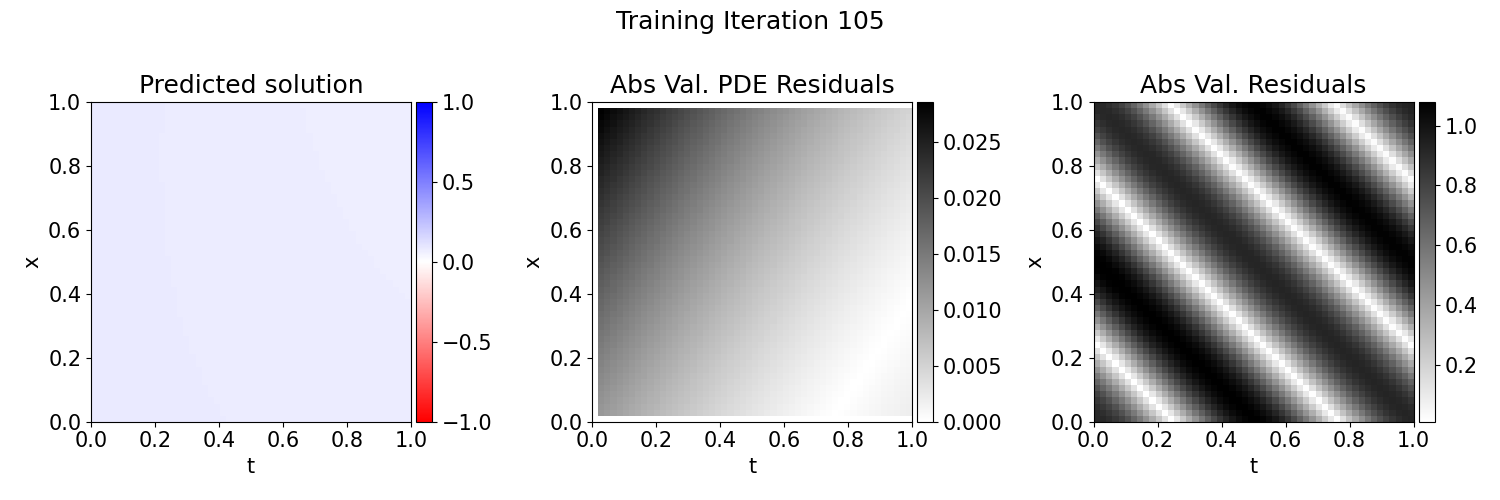 Training Iteration 105
Predicted solution
Abs Val. PDE Residuals
Abs Val. Residuals
1.0
0.8
0.6
0.4
0.2
0.0
x
0.0 0.2 0.4 0.6 0.8 1.0
t
1.0
0.5
0.0
−0.5
−1.0
1.0
0.8
0.6
0.4
0.2
0.0
x
0.0 0.2 0.4 0.6 0.8 1.0
t
0.025
0.020
0.015
0.010
0.005
0.000
1.0
0.8
0.6
0.4
0.2
0.0
x
0.0 0.2 0.4 0.6 0.8 1.0
t
1.0
0.8
0.6
0.4
0.2